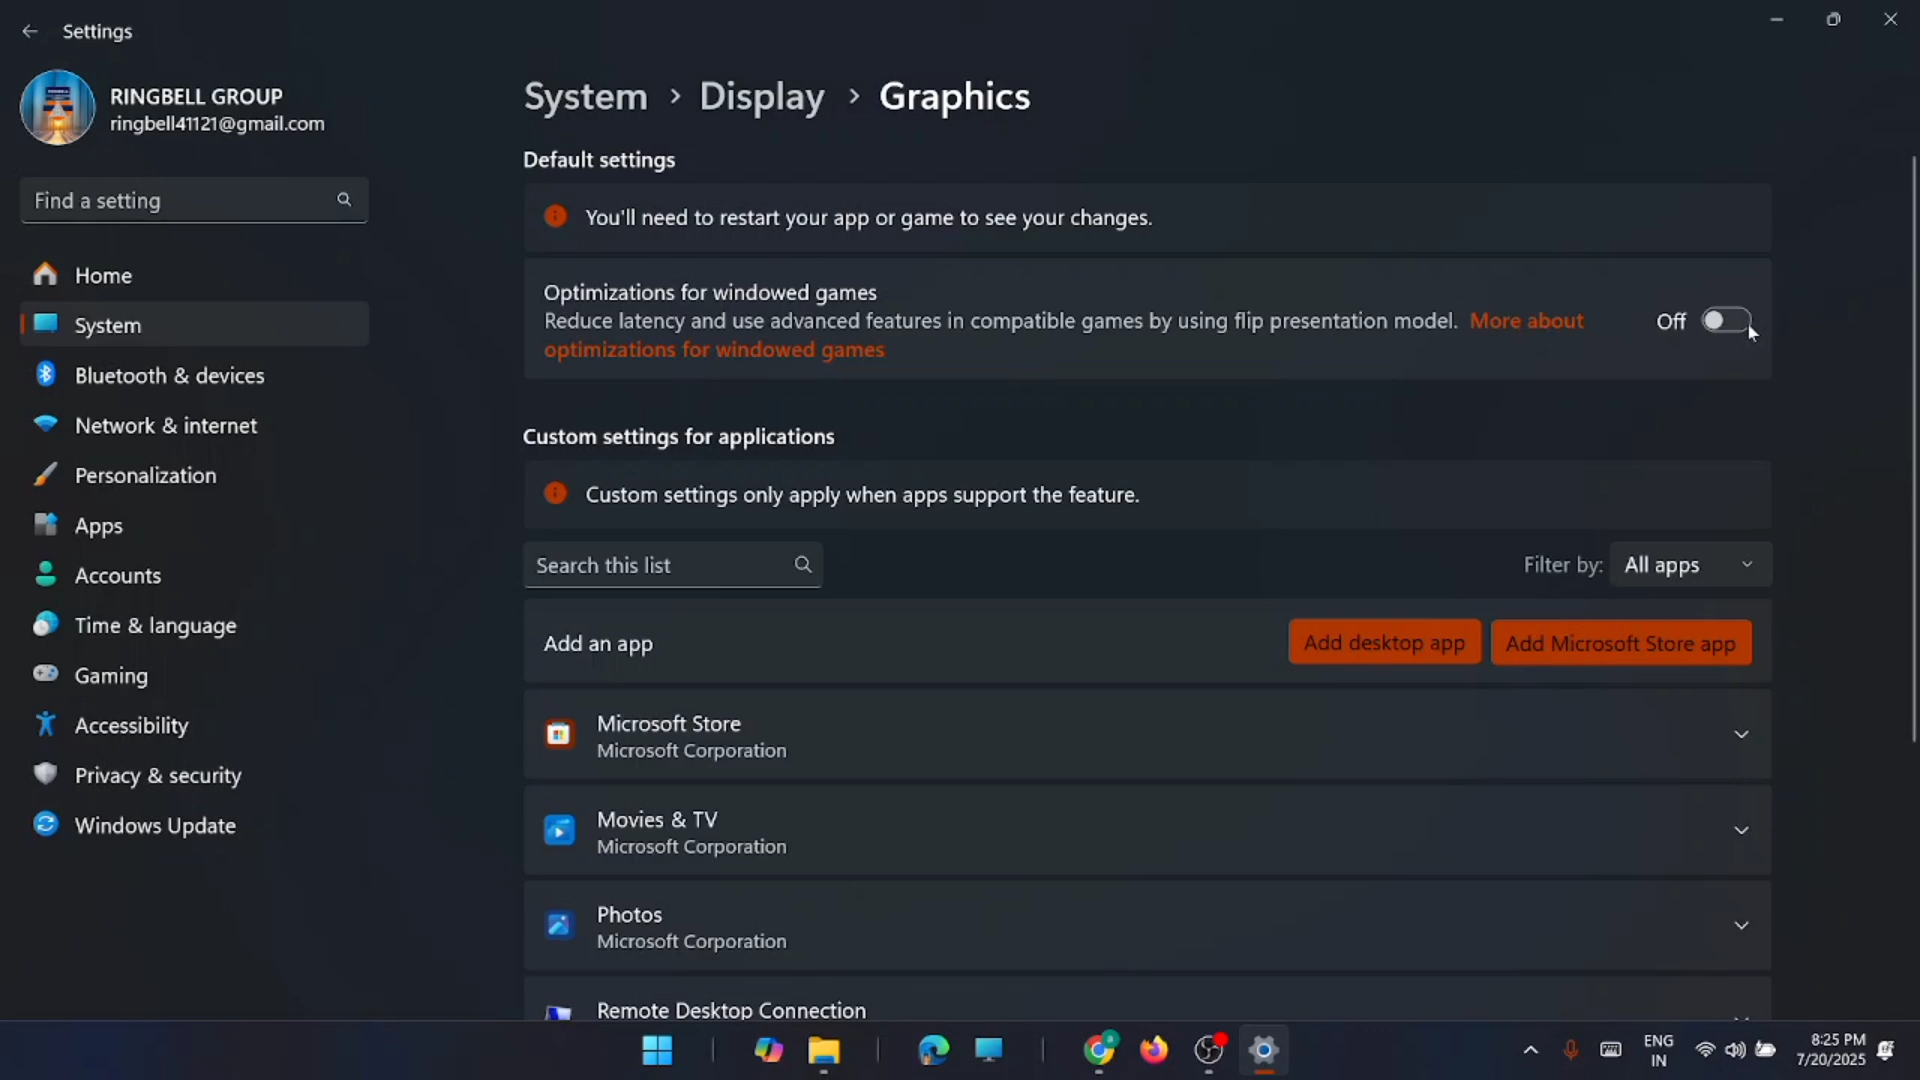 Settings
RINGBELL GROUP
ringbell41121@gmail.com
Find a setting
Home
System
Bluetooth & devices
Network & internet
Personalization
Apps
Accounts
Time & language
Gaming
Accessibility
Privacy & security
Windows Update
System > Display > Graphics
Default settings
You'll need to restart your app or game to see your changes.
Optimizations for windowed games
Reduce latency and use advanced features in compatible games by using flip presentation model. More about
optimizations for windowed games
Off
Custom settings for applications
Custom settings only apply when apps support the feature.
Search this list
Filter by: All apps
Add an app
Add desktop app
Add Microsoft Store app
Microsoft Store
Microsoft Corporation
Movies & TV
Microsoft Corporation
Photos
Microsoft Corporation
Remote Desktop Connection
ENG
IN
8:25 PM
7/20/2025